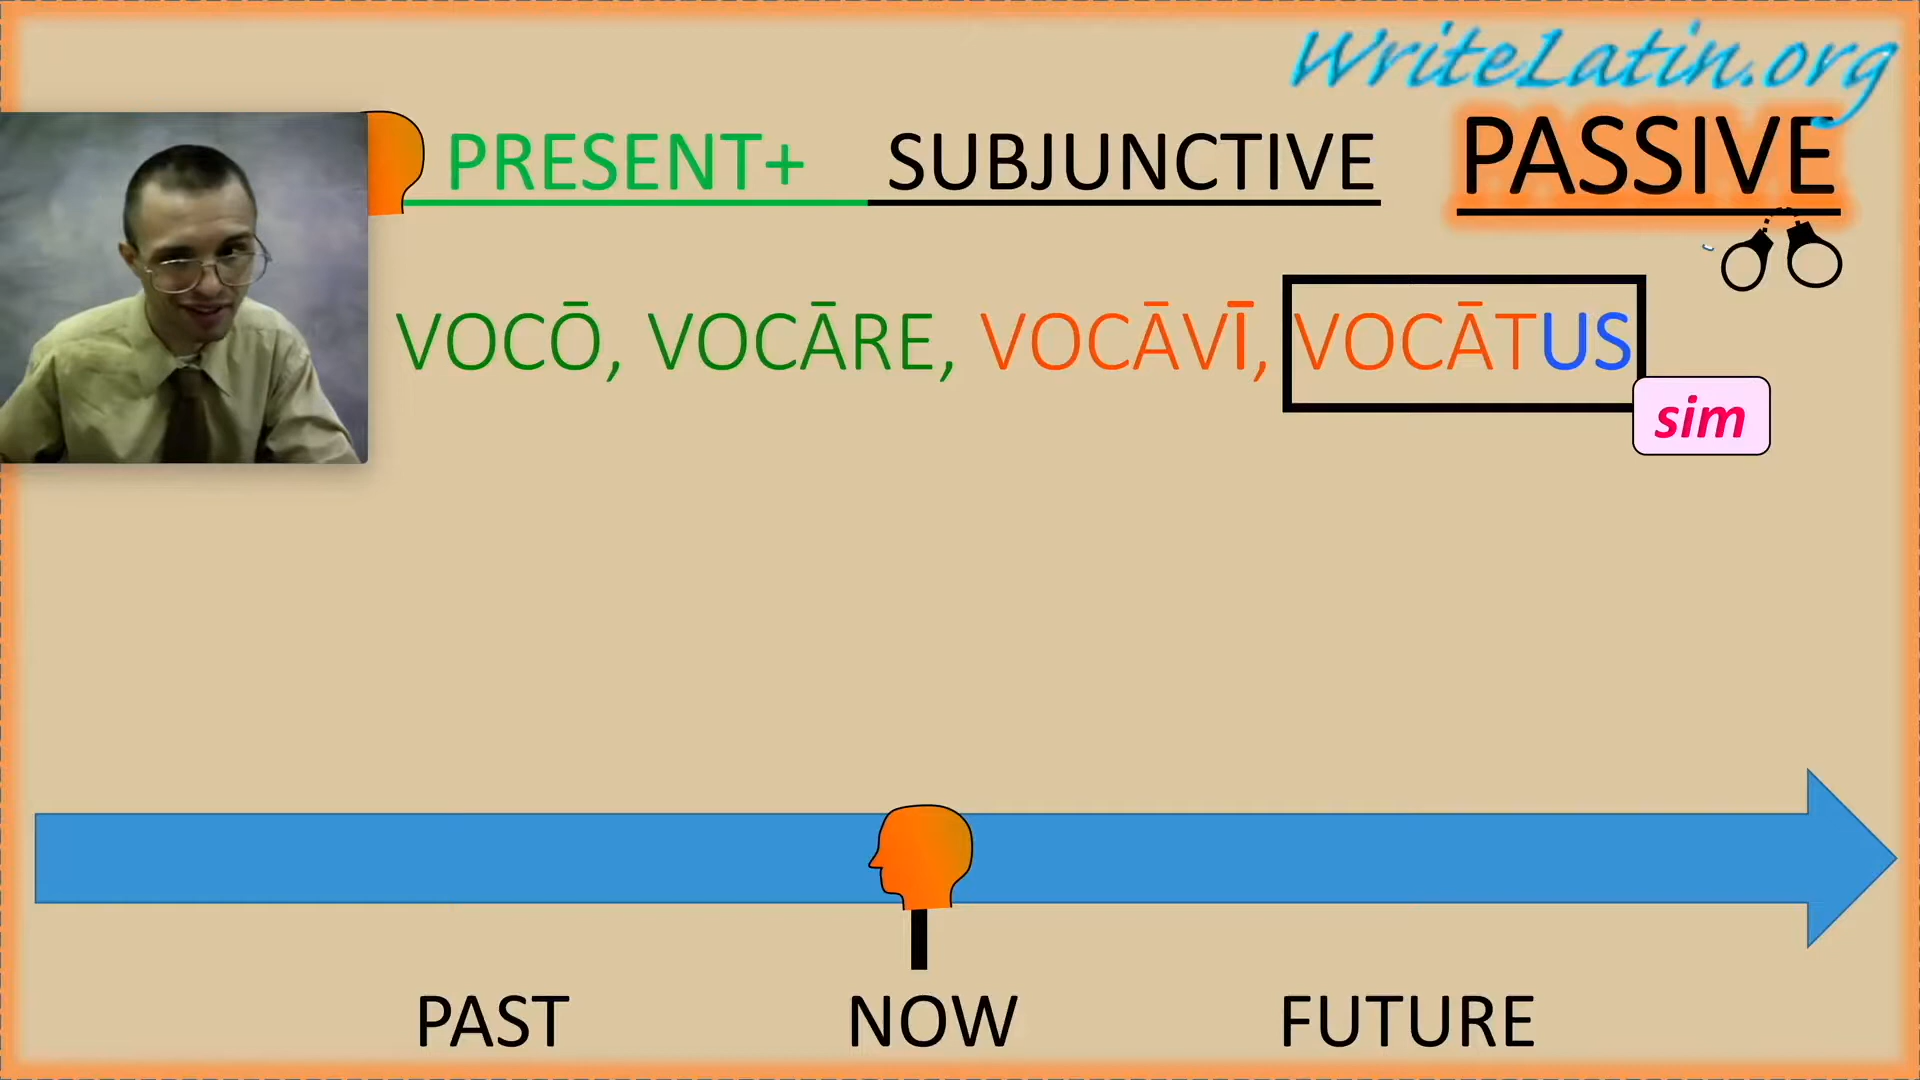 WriteLatin.org
PRESENT+ SUBJUNCTIVE PASSIVE
VOCŌ, VOCĀRE, VOCĀVĪ, VOCĀTUS
sim
PAST NOW FUTURE